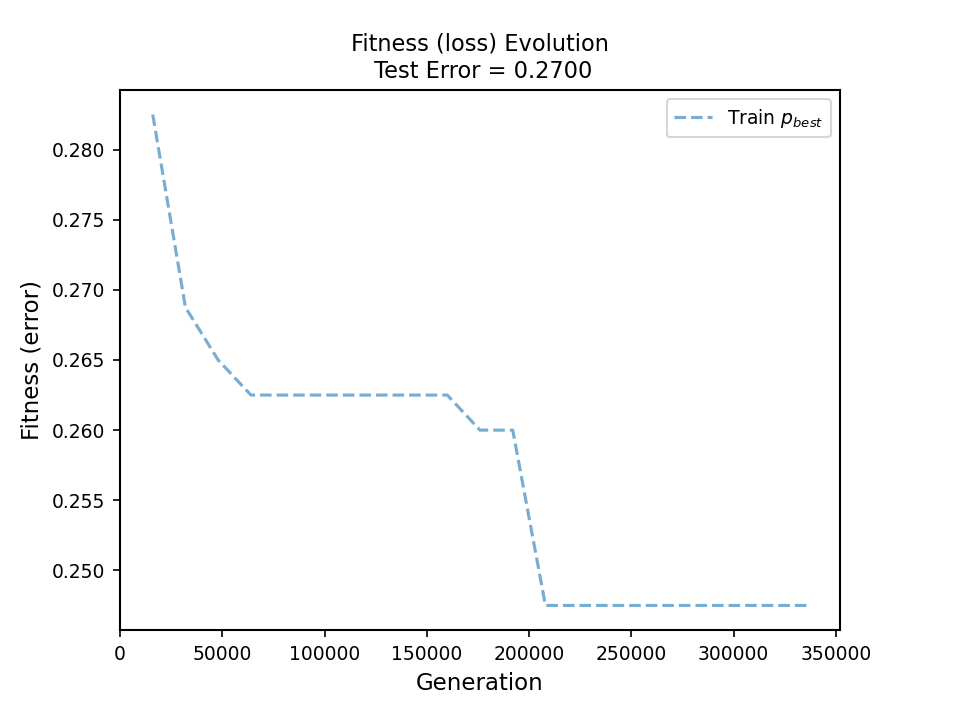 Fitness (loss) Evolution
Test Error = 0.2700
Train p_best
0.280
0.275
0.270
0.265
0.260
0.255
0.250
Fitness (error)
0 50000 100000 150000 200000 250000 300000 350000
Generation